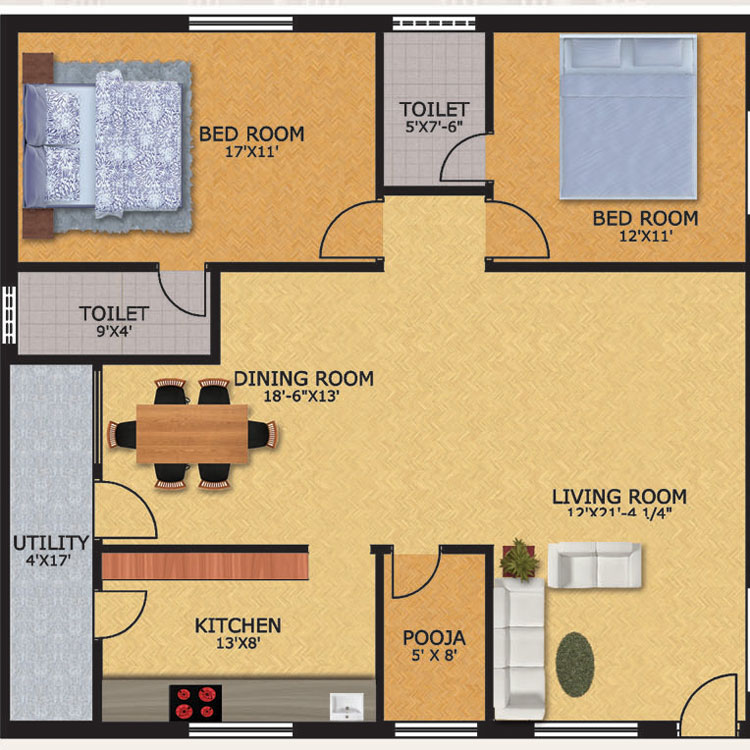 BED ROOM
17'X11'
TOILET
5'X7'-6"
BED ROOM
12'X11'
TOILET
9'X4'
DINING ROOM
18'-6"X13'
LIVING ROOM
12'X21'-4 1/4"
UTILITY
4'X17'
KITCHEN
13'X8'
POOJA
5' X 8'